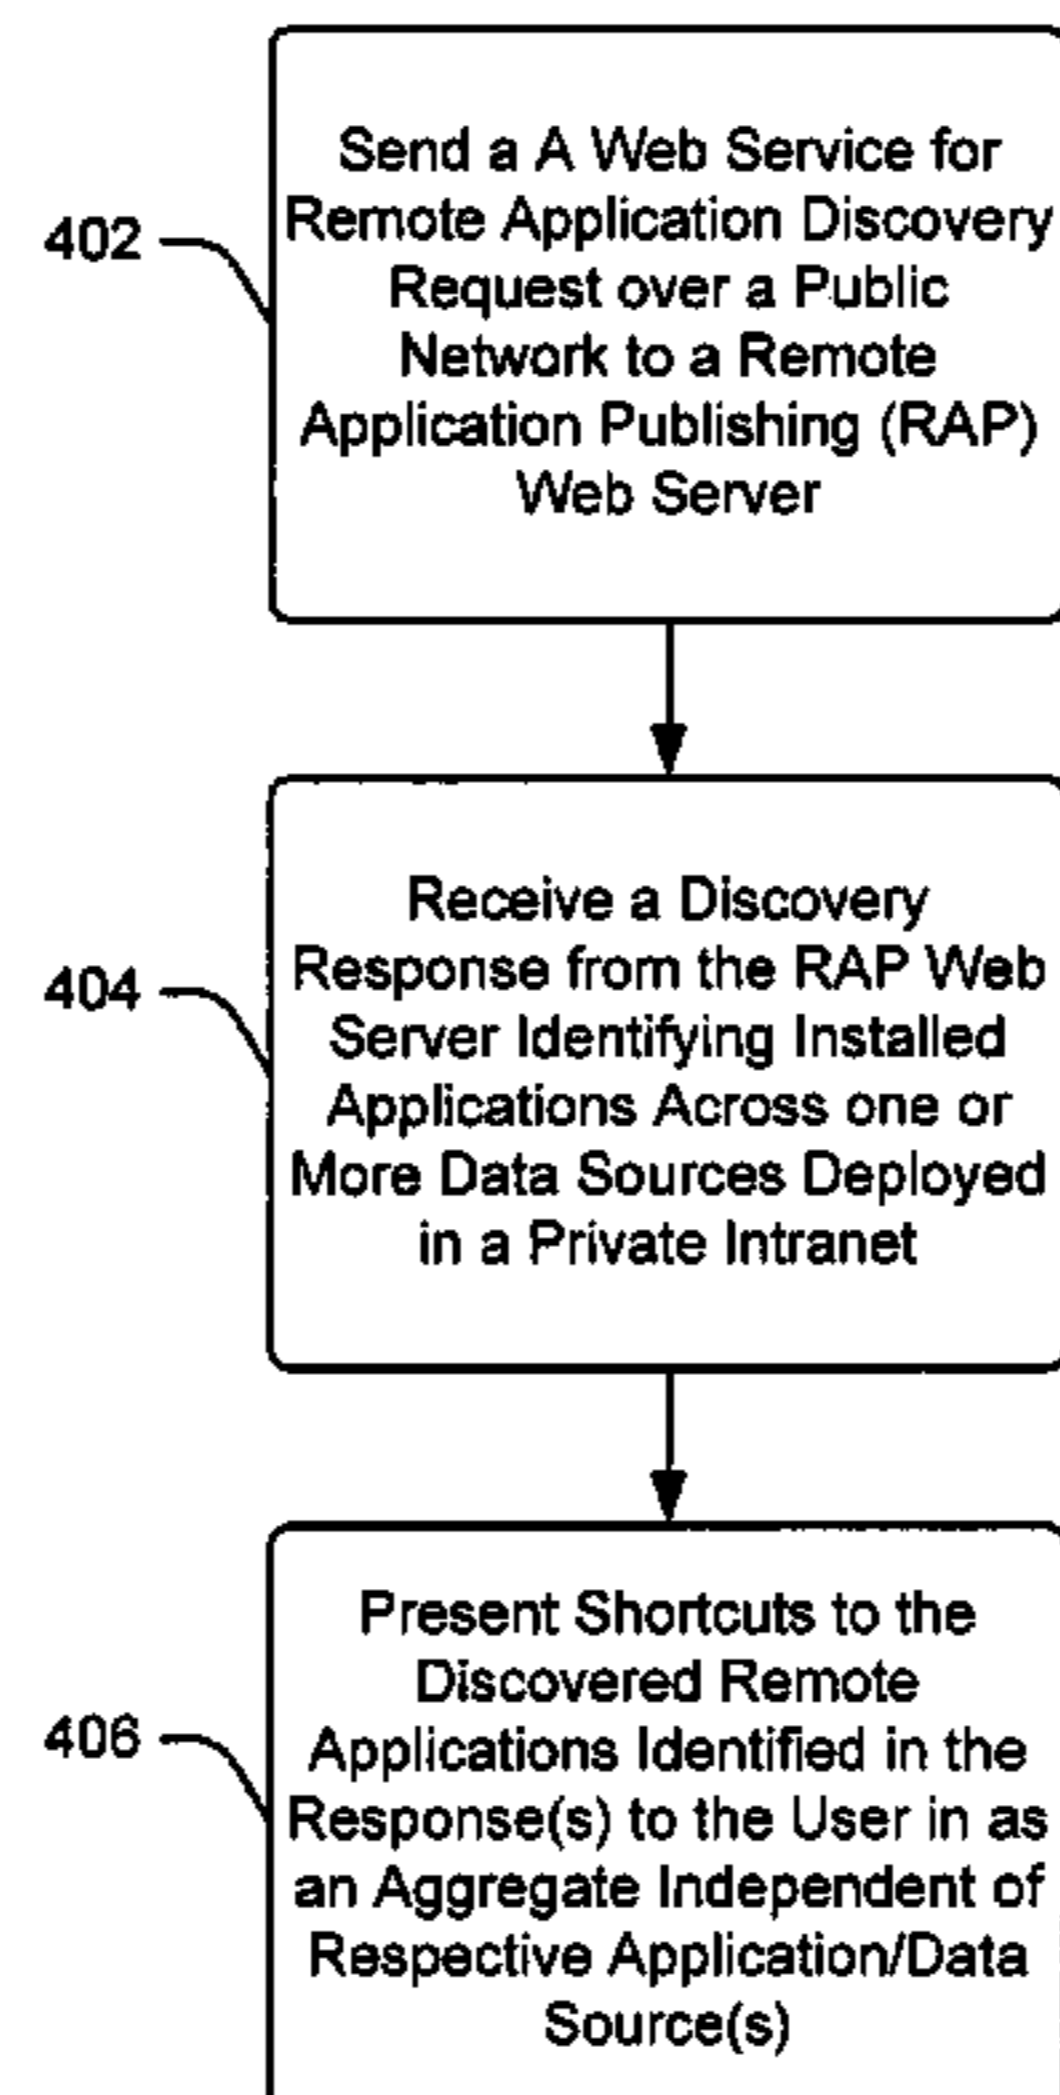 Send a A Web Service for
Remote Application Discovery
402
Request over a Public
Network to a Remote
Application Publishing (RAP)
Web Server
Receive a Discovery
Response from the RAP Web
404
Server Identifying Installed
Applications Across one or
More Data Sources Deployed
in a Private Intranet
Present Shortcuts to the
Discovered Remote
406
Applications Identified in the
Response(s) to the User in as
an Aggregate Independent of
Respective Application/Data
Source(s)